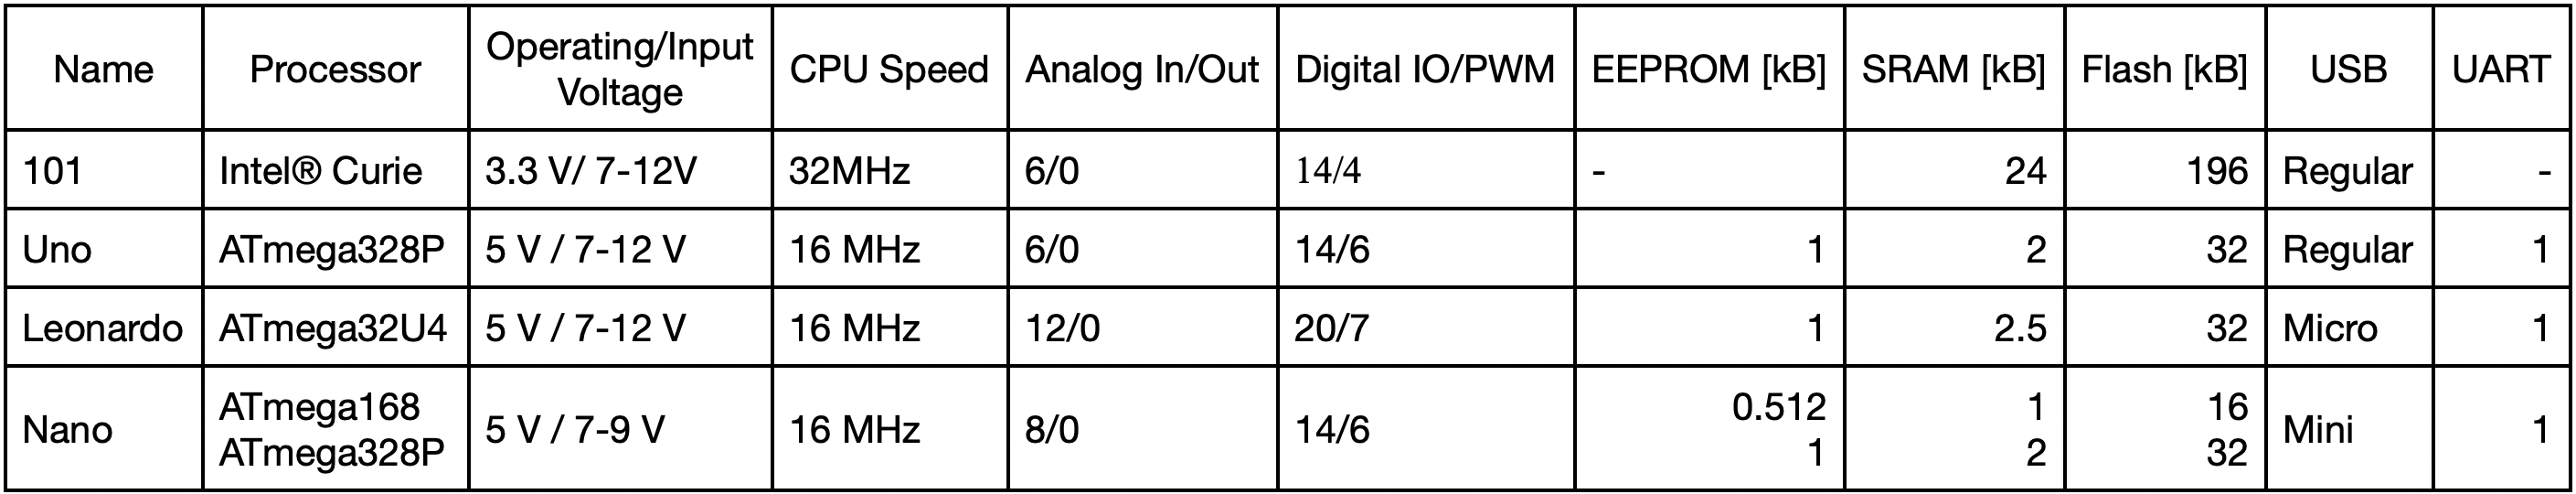 Name Processor Operating/Input Voltage CPU Speed Analog In/Out Digital IO/PWM EEPROM [kB] SRAM [kB] Flash [kB] USB UART
101 Intel® Curie 3.3 V/ 7-12V 32MHz 6/0 14/4 - 24 196 Regular -
Uno ATmega328P 5 V / 7-12 V 16 MHz 6/0 14/6 1 2 32 Regular 1
Leonardo ATmega32U4 5 V / 7-12 V 16 MHz 12/0 20/7 1 2.5 32 Micro 1
Nano ATmega168 ATmega328P 5 V / 7-9 V 16 MHz 8/0 14/6 0.512 1 1 2 16 32 Mini 1